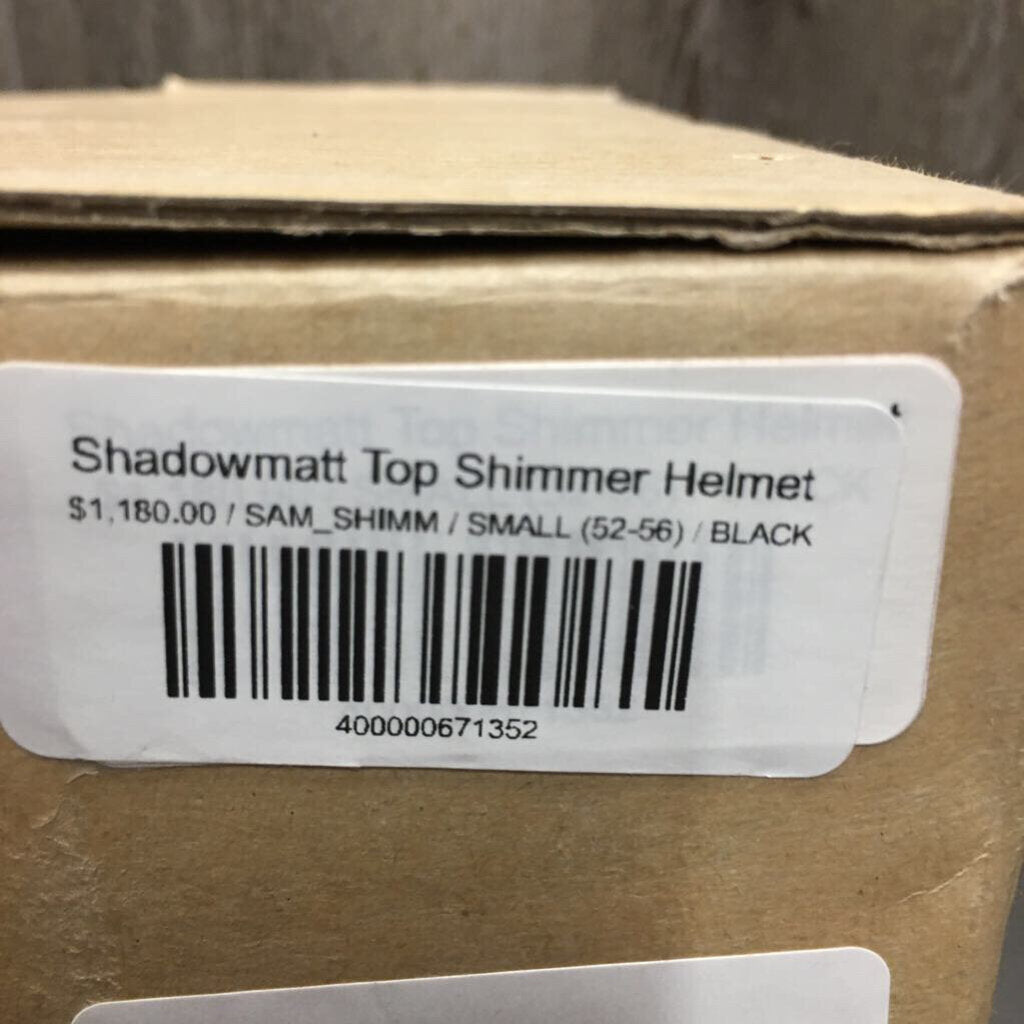 Shadowmatt Top Shimmer Helmet
$1,180.00 / SAM_SHIMM / SMALL (52-56) / BLACK
400000671352